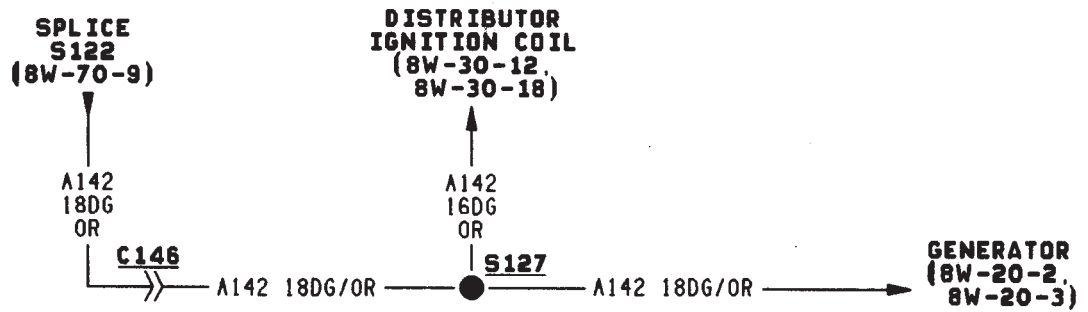 SPLICE
S122
(8W-70-9)
DISTRIBUTOR
IGNITION COIL
(8W-30-12,
8W-30-18)
A142
18DG
OR
A142
16DG
OR
C146
A142 18DG/OR
S127
A142 18DG/OR
GENERATOR
(8W-20-2,
8W-20-3)